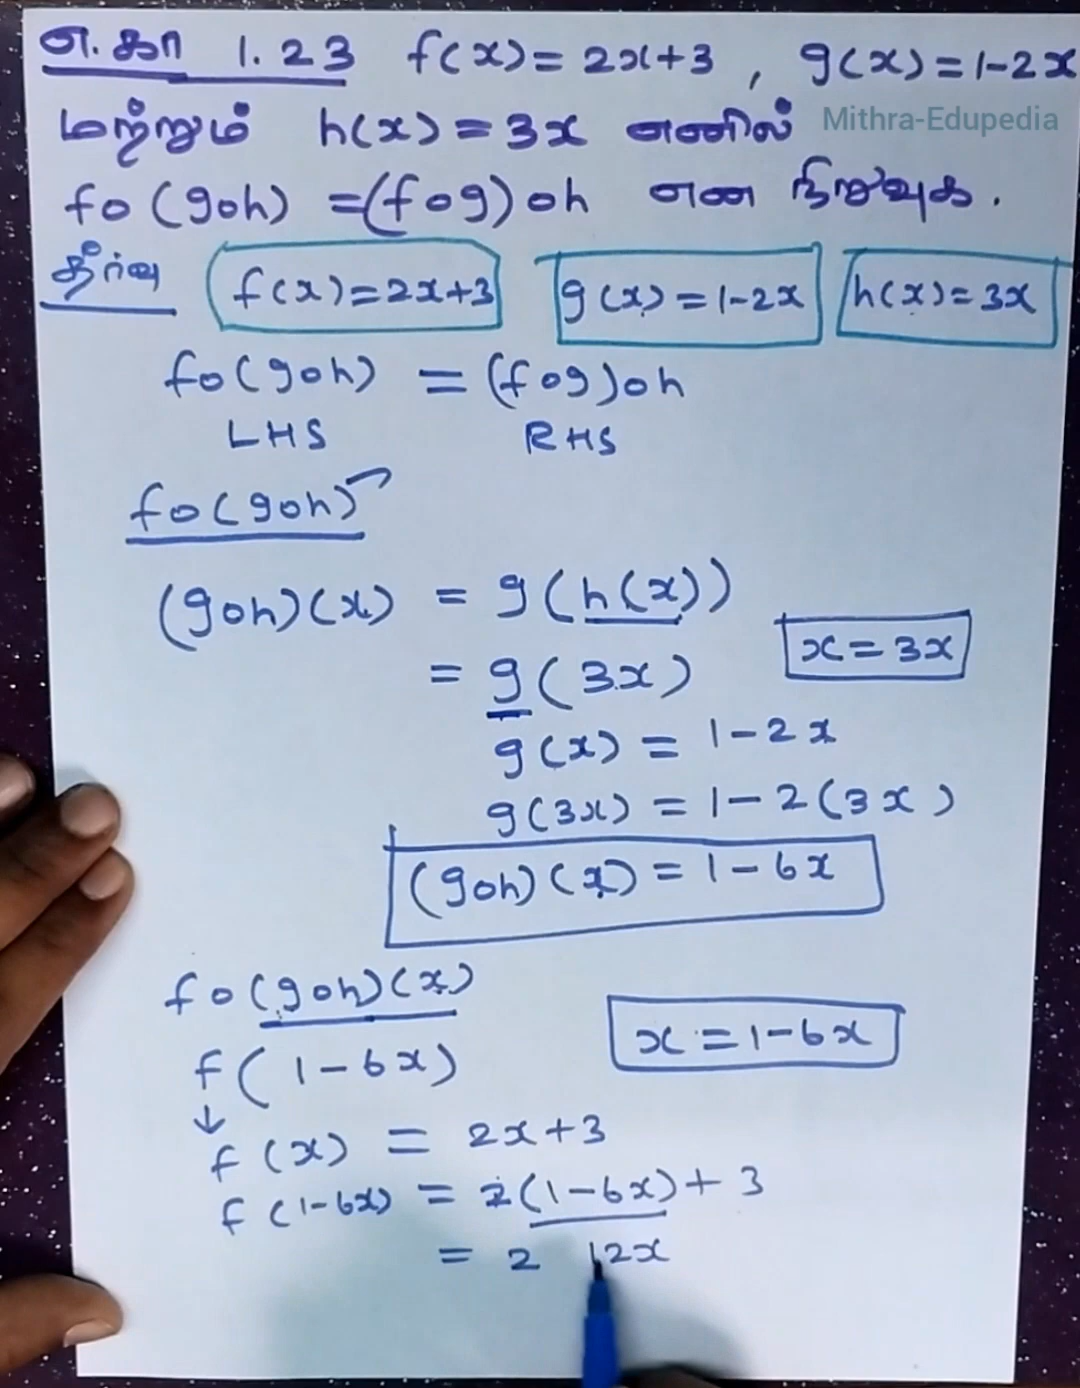 எ.கா 1.23 f(x)=2x+3, g(x)=1-2x
மற்றும் h(x)=3x எனில்
Mithra-Edupedia
fo(goh) =(fog)oh என நிறுவுக.
தீர்வு f(x)=2x+3 g(x)=1-2x h(x)=3x
fo(goh) = (fog)oh
LHS RHS
fo(goh)
(goh)(x) = g(h(x))
= g(3x) x=3x
g(x) = 1-2x
g(3x) = 1-2(3x)
(goh)(x) = 1-6x
fo(goh)(x)
f(1-6x) x=1-6x
f(x) = 2x+3
f(1-6x) = 2(1-6x)+3
= 2 12x